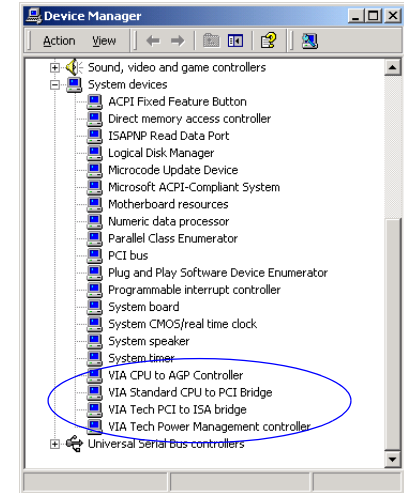 Device Manager
Action View
Sound, video and game controllers
System devices
ACPI Fixed Feature Button
Direct memory access controller
ISAPNP Read Data Port
Logical Disk Manager
Microcode Update Device
Microsoft ACPI-Compliant System
Motherboard resources
Numeric data processor
Parallel Class Enumerator
PCI bus
Plug and Play Software Device Enumerator
Programmable interrupt controller
System board
System CMOS/real time clock
System speaker
System timer
VIA CPU to AGP Controller
VIA Standard CPU to PCI Bridge
VIA Tech PCI to ISA bridge
VIA Tech Power Management controller
Universal Serial Bus controllers